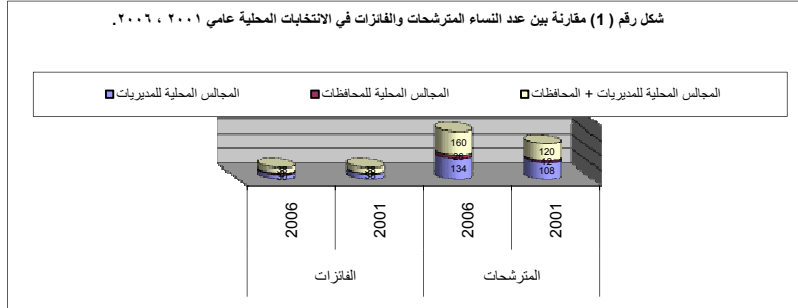 شكل رقم ( 1) مقارنة بين عدد النساء المترشحات والفائزات في الانتخابات المحلية عامي ٢٠٠١ ، ٢٠٠٦.
المجالس المحلية للمديريات + المحافظات
المجالس المحلية للمحافظات
المجالس المحلية للمديريات
160
134
120
12
108
2001
2006
2001
2006
المترشحات
الفائزات